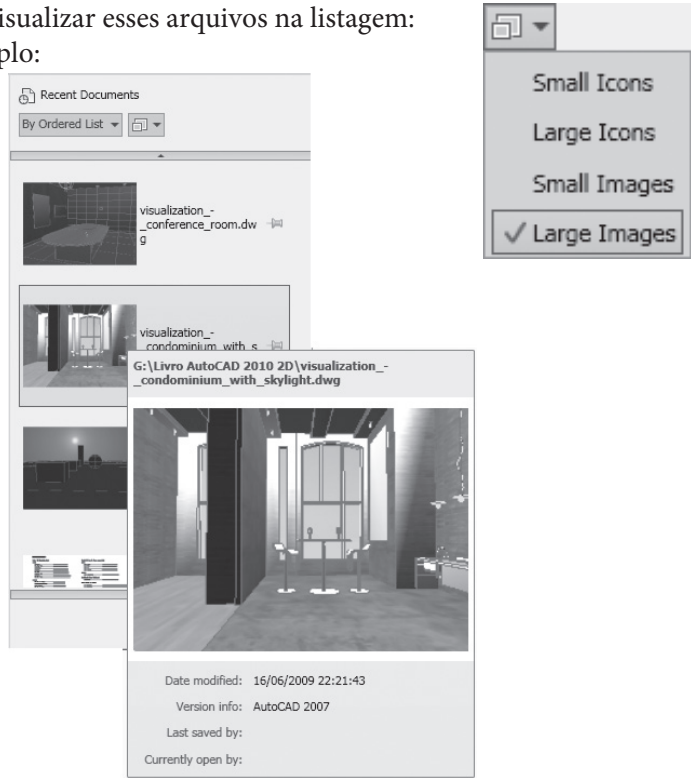 isualizar esses arquivos na listagem:
plo:
Recent Documents
By Ordered List
visualization_-
_conference_room.dw
g
visualization_-
_condominium_with_s
G:\Livro AutoCAD 2010 2D\visualization_-
_condominium_with_skylight.dwg
Date modified: 16/06/2009 22:21:43
Version info: AutoCAD 2007
Last saved by:
Currently open by:
Small Icons
Large Icons
Small Images
Large Images